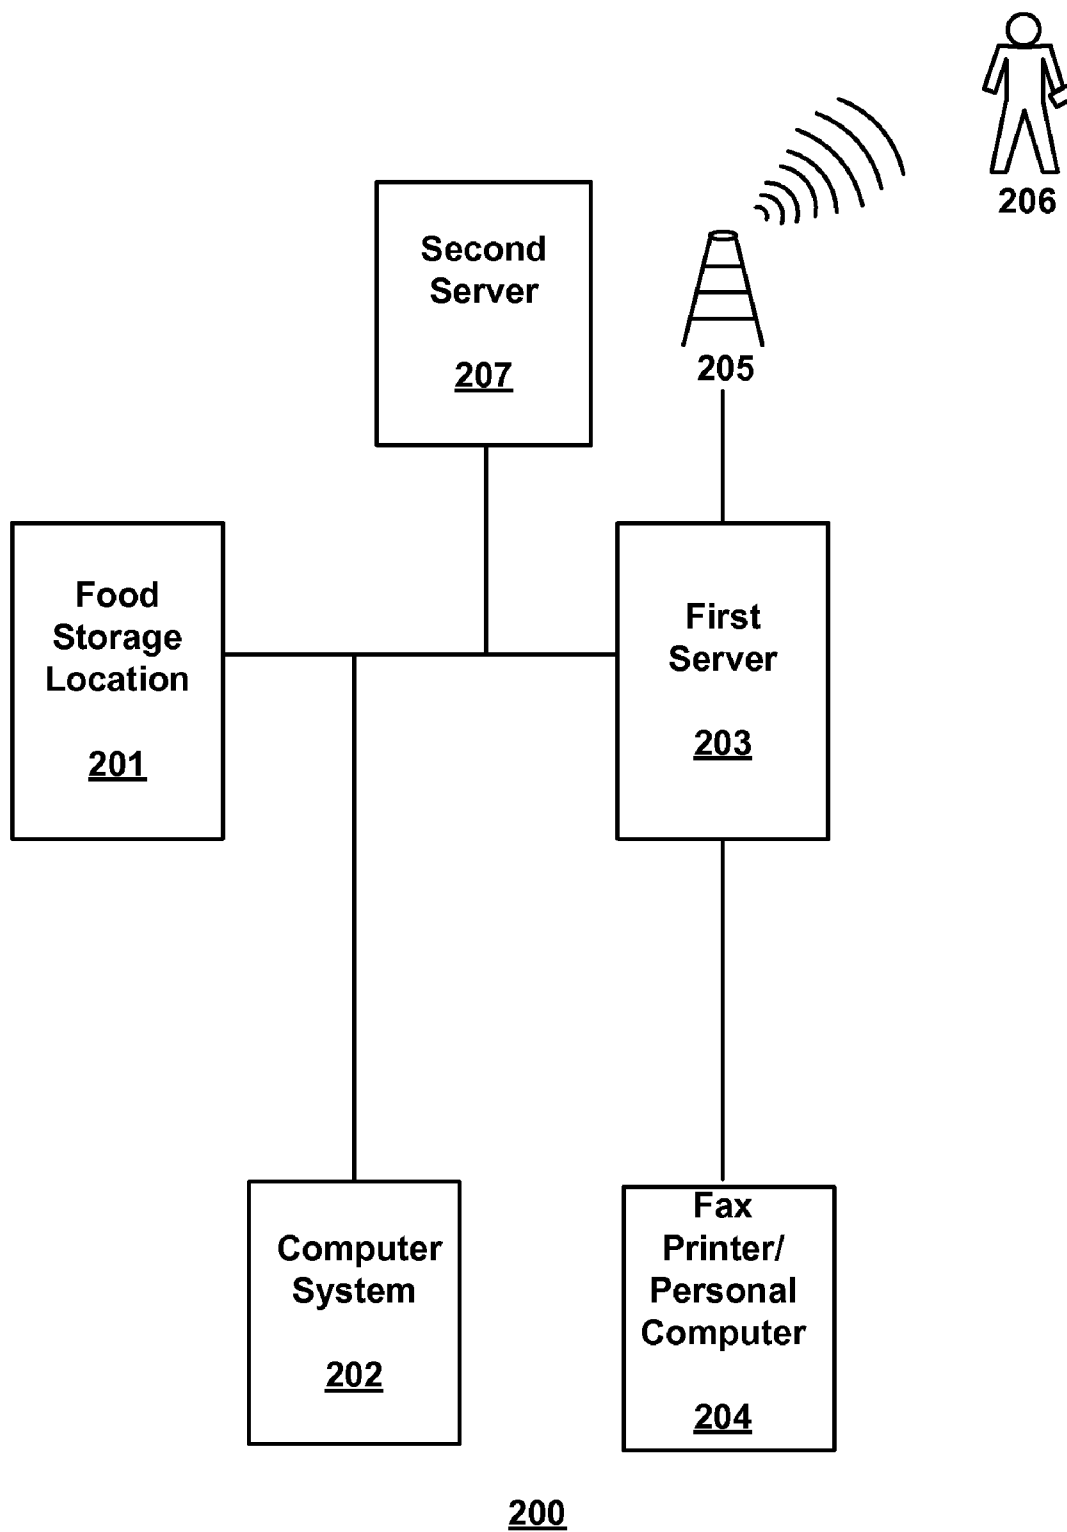 206
Second
Server
207
205
Food
Storage
Location
201
First
Server
203
Computer
System
202
Fax
Printer/
Personal
Computer
204
200